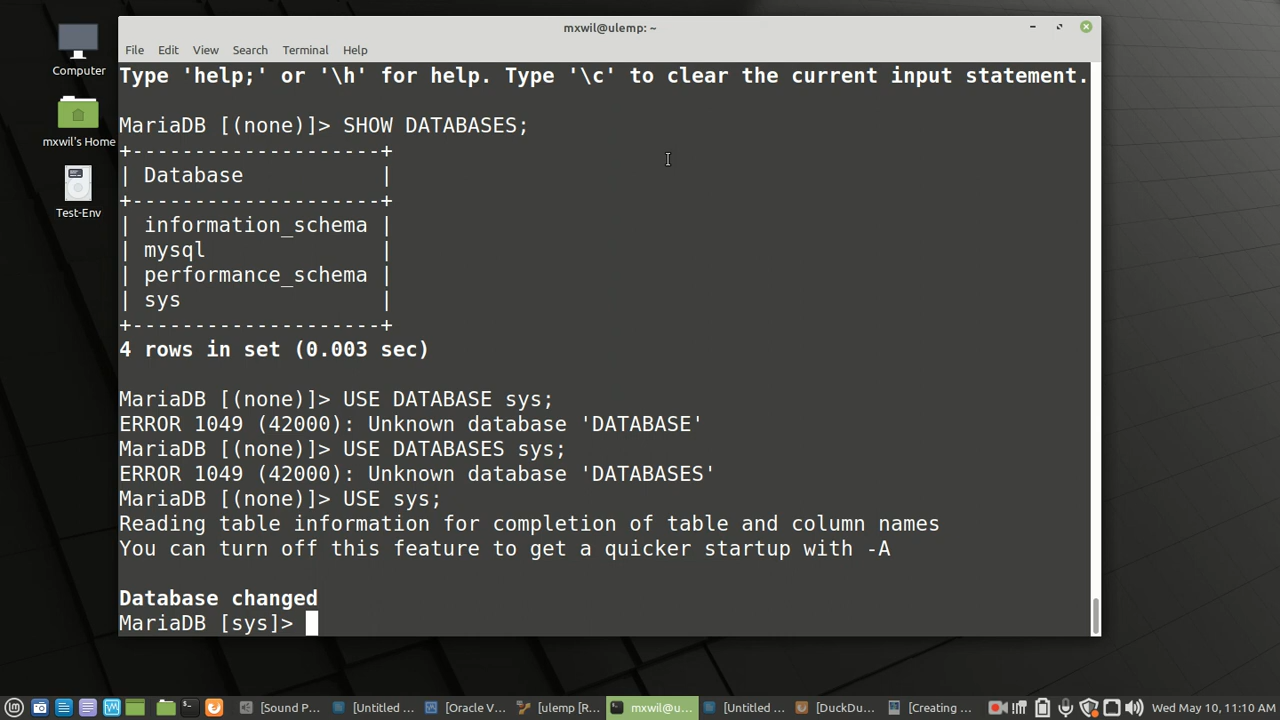 Computer
mxwil's Home
Test-Env
mxwil@ulemp: ~
File Edit View Search Terminal Help
Type 'help;' or '\h' for help. Type '\c' to clear the current input statement.
MariaDB [(none)]> SHOW DATABASES;
+--------------------+
| Database           |
+--------------------+
| information_schema |
| mysql              |
| performance_schema |
| sys                |
+--------------------+
4 rows in set (0.003 sec)
MariaDB [(none)]> USE DATABASE sys;
ERROR 1049 (42000): Unknown database 'DATABASE'
MariaDB [(none)]> USE DATABASES sys;
ERROR 1049 (42000): Unknown database 'DATABASES'
MariaDB [(none)]> USE sys;
Reading table information for completion of table and column names
You can turn off this feature to get a quicker startup with -A
Database changed
MariaDB [sys]>
[Sound P... [Untitled ... [Oracle V... [ulemp [R... mxwil@u... [Untitled ... [DuckDu... [Creating ... Wed May 10, 11:10 AM